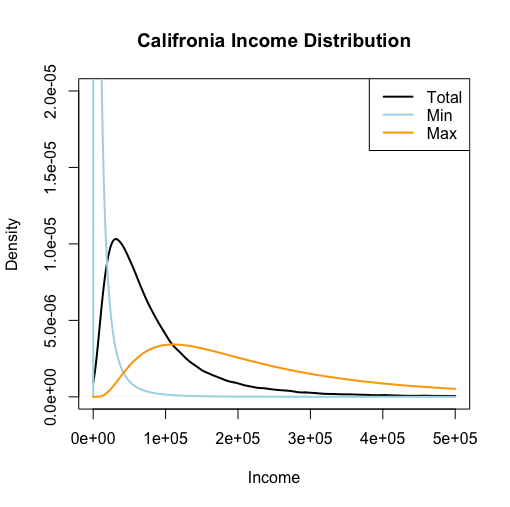 Califronia Income Distribution
Total
Min
Max
Density
2.0e-05
1.5e-05
1.0e-05
5.0e-06
0.0e+00
0e+00 1e+05 2e+05 3e+05 4e+05 5e+05
Income